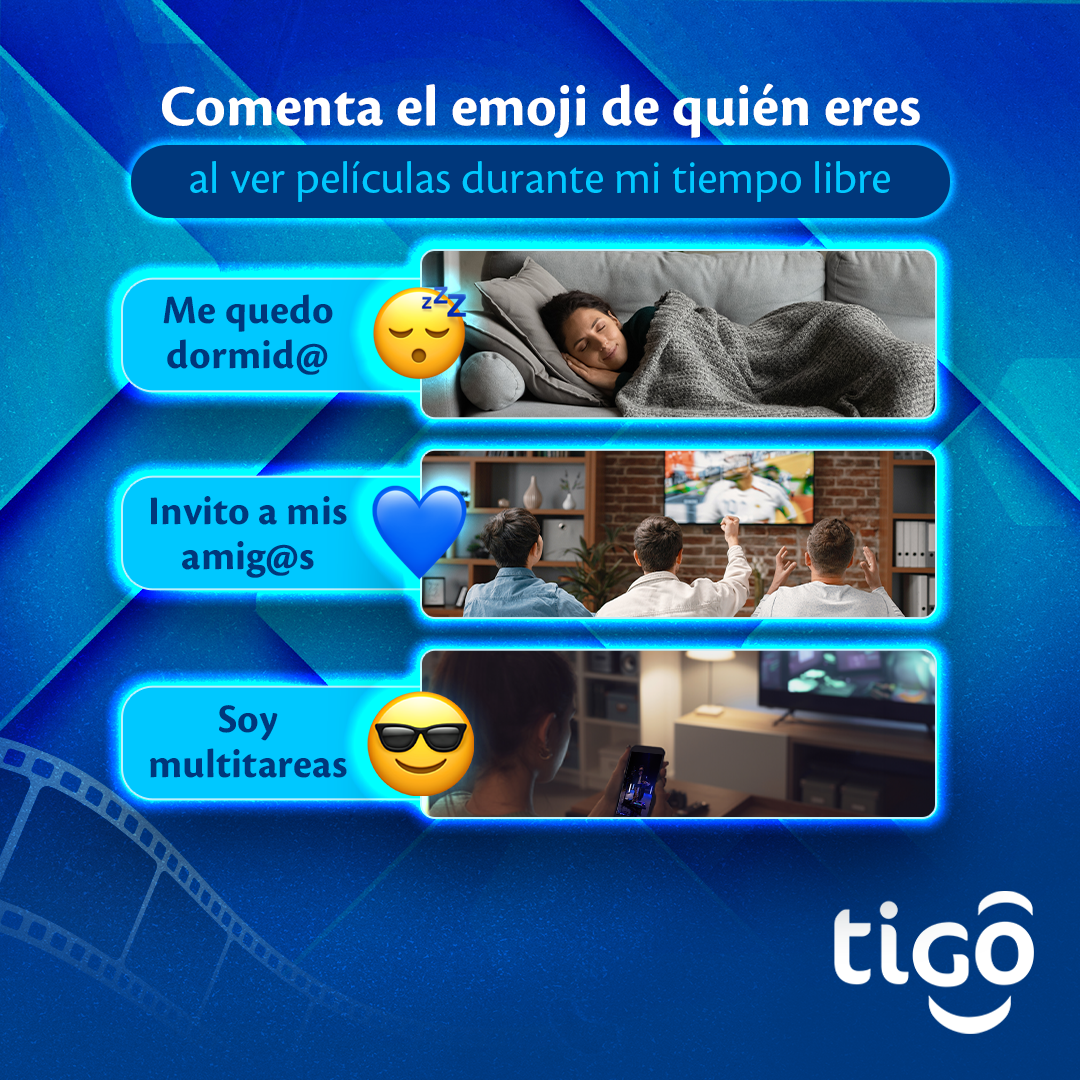 Comenta el emoji de quién eres
al ver películas durante mi tiempo libre
Me quedo
dormid@
Invito a mis
amig@s
Soy
multitareas
tigo